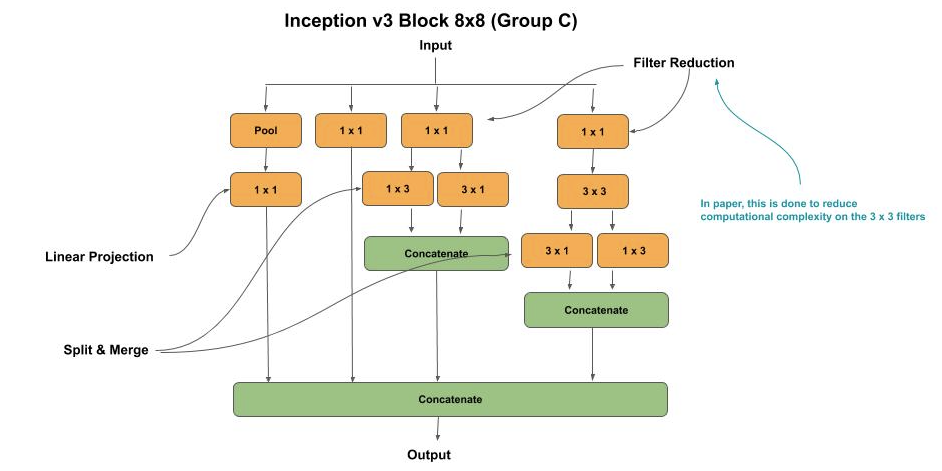 Inception v3 Block 8x8 (Group C)
Input
Filter Reduction
Pool
1 x 1
1 x 1
1 x 1
1 x 1
1 x 3
3 x 1
3 x 3
In paper, this is done to reduce
computational complexity on the 3 x 3 filters
Linear Projection
Concatenate
3 x 1
1 x 3
Concatenate
Split & Merge
Concatenate
Output